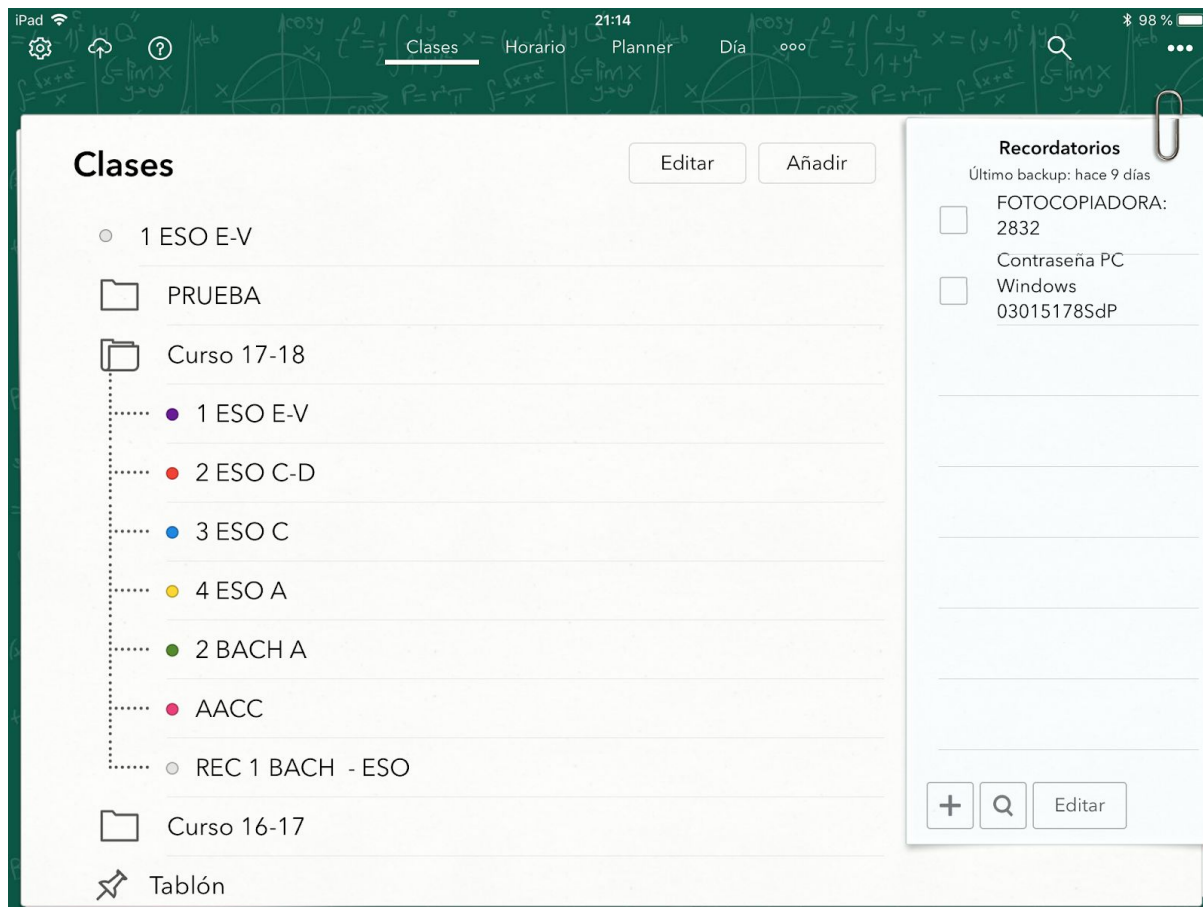 iPad 21:14 98 %
Clases Horario Planner Día
Clases
Editar Añadir
1 ESO E-V
PRUEBA
Curso 17-18
1 ESO E-V
2 ESO C-D
3 ESO C
4 ESO A
2 BACH A
AACC
REC 1 BACH - ESO
Curso 16-17
Tablón
Recordatorios
Último backup: hace 9 días
FOTOCOPIADORA:
2832
Contraseña PC
Windows
03015178SdP
Editar